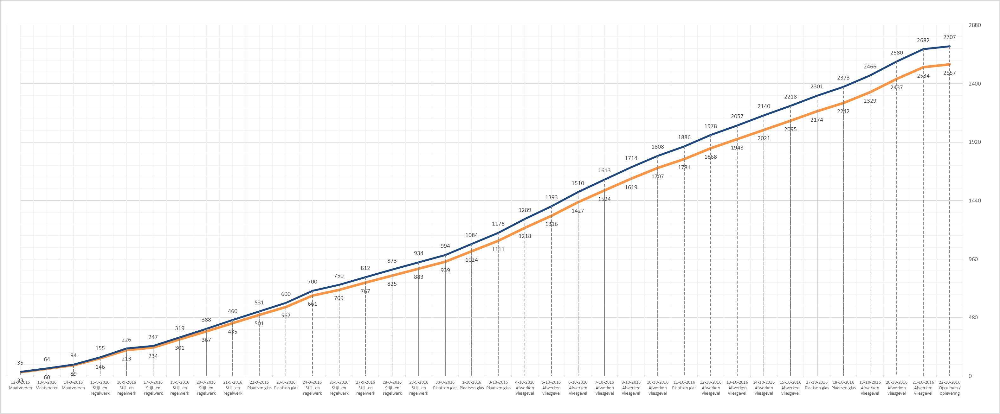 2880
2400
1920
1440
960
480
0
35
64
94
155
226
247
319
388
460
531
600
700
750
812
873
934
994
1084
1176
1289
1393
1510
1613
1714
1808
1886
1978
2057
2140
2218
2301
2373
2466
2580
2682
2707
33
60
89
146
213
234
301
367
435
501
567
661
709
767
825
883
939
1024
1111
1218
1316
1427
1524
1619
1707
1781
1868
1943
2021
2095
2174
2242
2329
2437
2534
2557
12-9-2016
Maatvoeren
13-9-2016
Maatvoeren
14-9-2016
Maatvoeren
15-9-2016
Stijl- en
regelwerk
16-9-2016
Stijl- en
regelwerk
17-9-2016
Stijl- en
regelwerk
19-9-2016
Stijl- en
regelwerk
20-9-2016
Stijl- en
regelwerk
21-9-2016
Stijl- en
regelwerk
22-9-2016
Plaatsen glas
23-9-2016
Plaatsen glas
24-9-2016
Stijl- en
regelwerk
26-9-2016
Stijl- en
regelwerk
27-9-2016
Stijl- en
regelwerk
28-9-2016
Stijl- en
regelwerk
29-9-2016
Stijl- en
regelwerk
30-9-2016
Plaatsen glas
1-10-2016
Plaatsen glas
3-10-2016
Plaatsen glas
4-10-2016
Afwerken
vliesgevel
5-10-2016
Afwerken
vliesgevel
6-10-2016
Afwerken
vliesgevel
7-10-2016
Afwerken
vliesgevel
8-10-2016
Afwerken
vliesgevel
10-10-2016
Afwerken
vliesgevel
11-10-2016
Plaatsen glas
12-10-2016
Afwerken
vliesgevel
13-10-2016
Afwerken
vliesgevel
14-10-2016
Afwerken
vliesgevel
15-10-2016
Afwerken
vliesgevel
17-10-2016
Plaatsen glas
18-10-2016
Plaatsen glas
19-10-2016
Afwerken
vliesgevel
20-10-2016
Afwerken
vliesgevel
21-10-2016
Afwerken
vliesgevel
22-10-2016
Opruimen /
oplevering